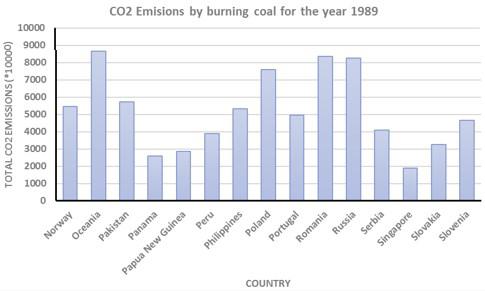 CO2 Emisions by burning coal for the year 1989
TOTAL CO2 EMISSIONS (*10000)
10000
9000
8000
7000
6000
5000
4000
3000
2000
1000
0
Norway
Oceania
Pakistan
Panama
Papua New Guinea
Peru
Philippines
Poland
Portugal
Romania
Russia
Serbia
Singapore
Slovakia
Slovenia
COUNTRY